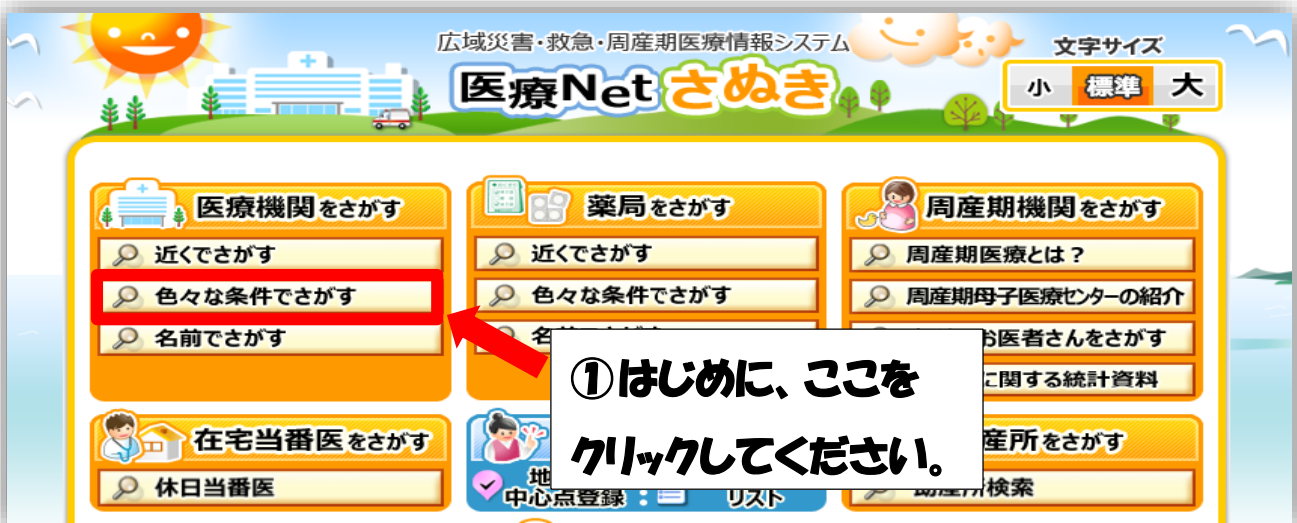 広域災害・救急・周産期医療情報システム
医療Net さぬき
文字サイズ
小 標準 大
医療機関をさがす
近くでさがす
色々な条件でさがす
名前でさがす
薬局をさがす
近くでさがす
色々な条件でさがす
周産期機関をさがす
周産期医療とは？
周産期母子医療センターの紹介
お医者さんをさがす
に関する統計資料
①はじめに、ここを
クリックしてください。
在宅当番医をさがす
休日当番医
地
中心点登録
リスト
産所をさがす
助産所検索